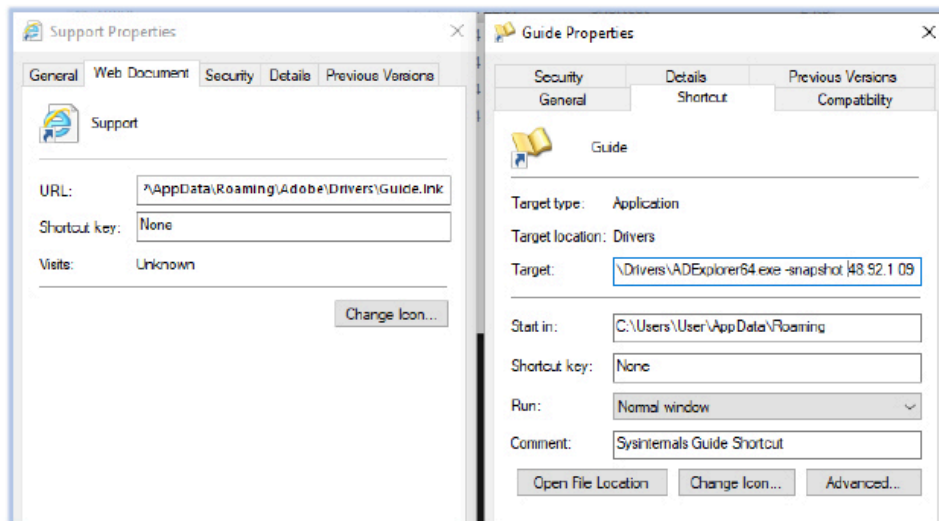 Support Properties
General Web Document Security Details Previous Versions
Support
URL: \AppData\Roaming\Adobe\Drivers\Guide.lnk
Shortcut key: None
Visits: Unknown
Change Icon...
Guide Properties
Security Details Previous Versions
General Shortcut Compatibility
Guide
Target type: Application
Target location: Drivers
Target: \Drivers\ADExplorer64.exe -snapshot 48.92.1 09
Start in: C:\Users\User\AppData\Roaming
Shortcut key: None
Run: Normal window
Comment: Sysinternals Guide Shortcut
Open File Location Change Icon... Advanced...